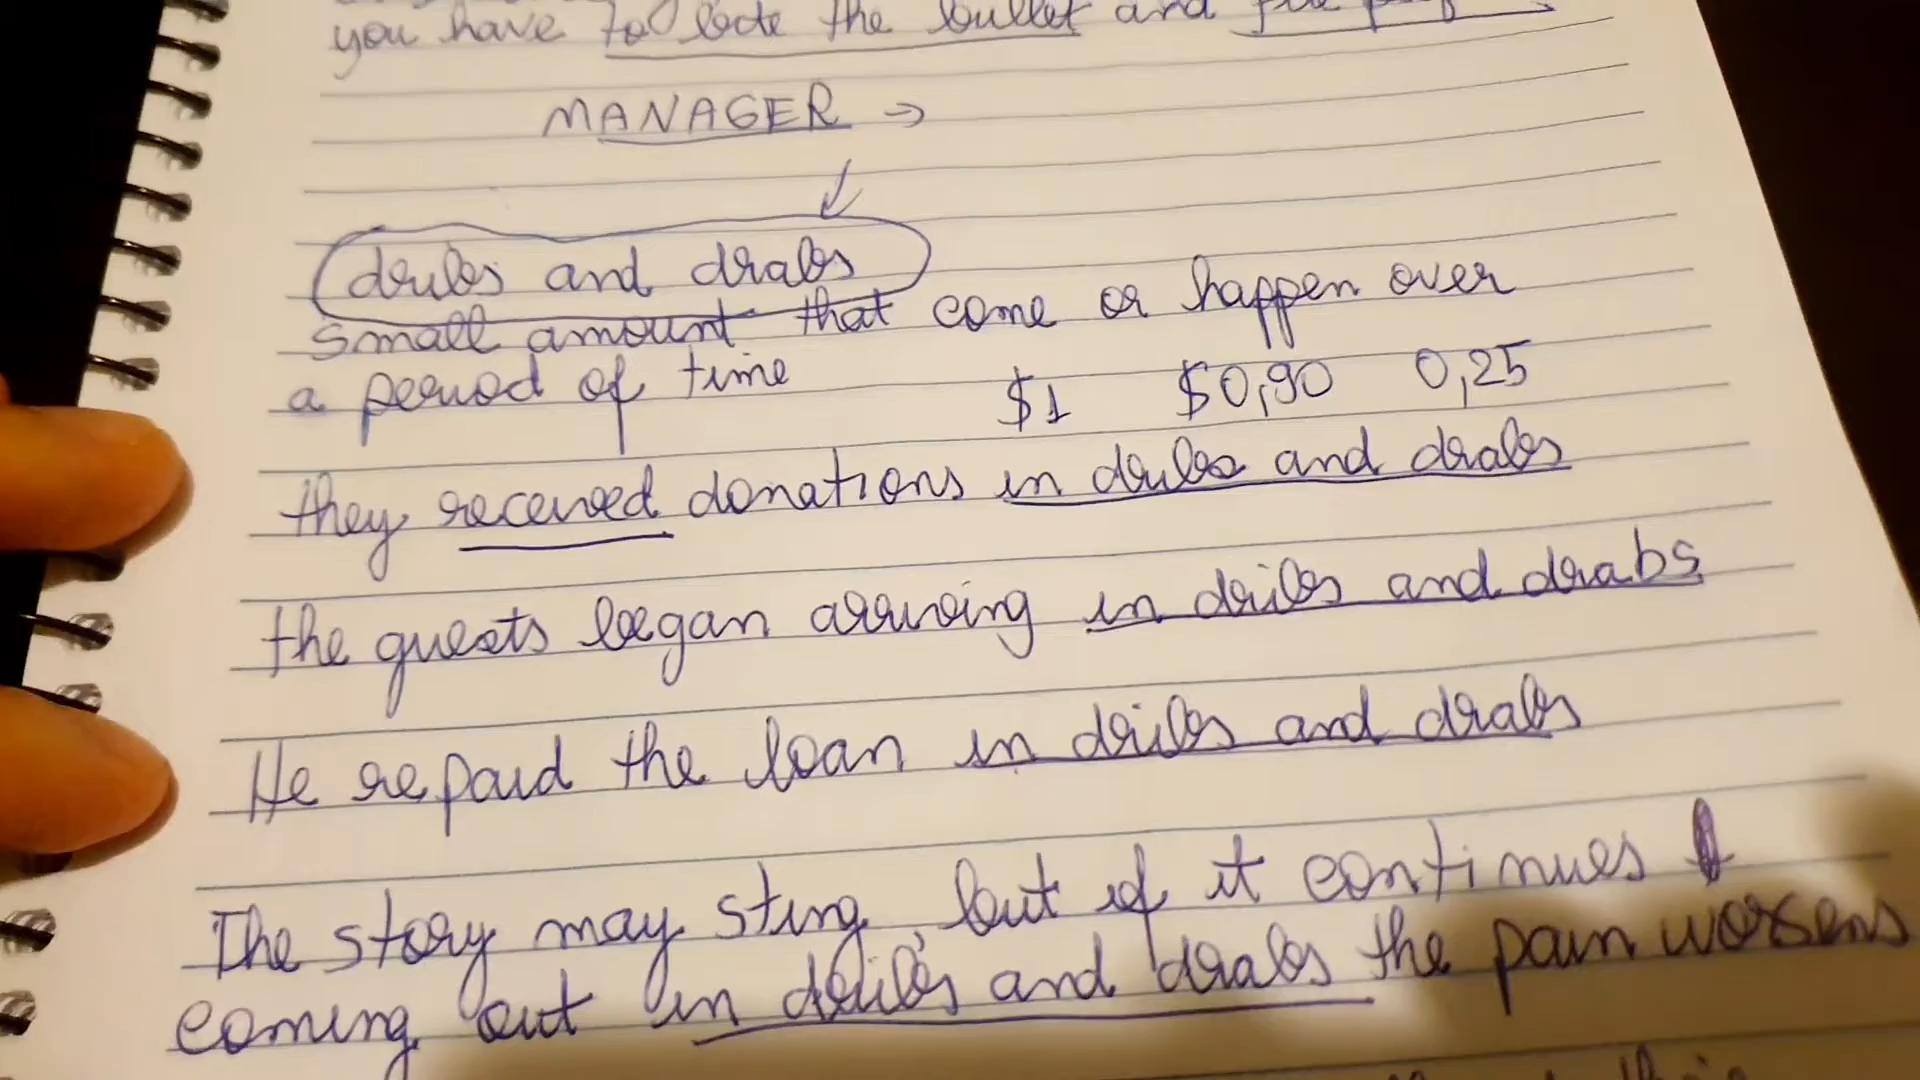 you have to bite the bullet and
MANAGER →
dribs and drabs
small amount that come or happen over
a period of time
$1 $0,90 0,25
they received donations in dribs and drabs
the guests began arriving in dribs and drabs
He repaid the loan in dribs and drabs
The story may sting, but if it continues
coming out in dribs and drabs the pain worsens